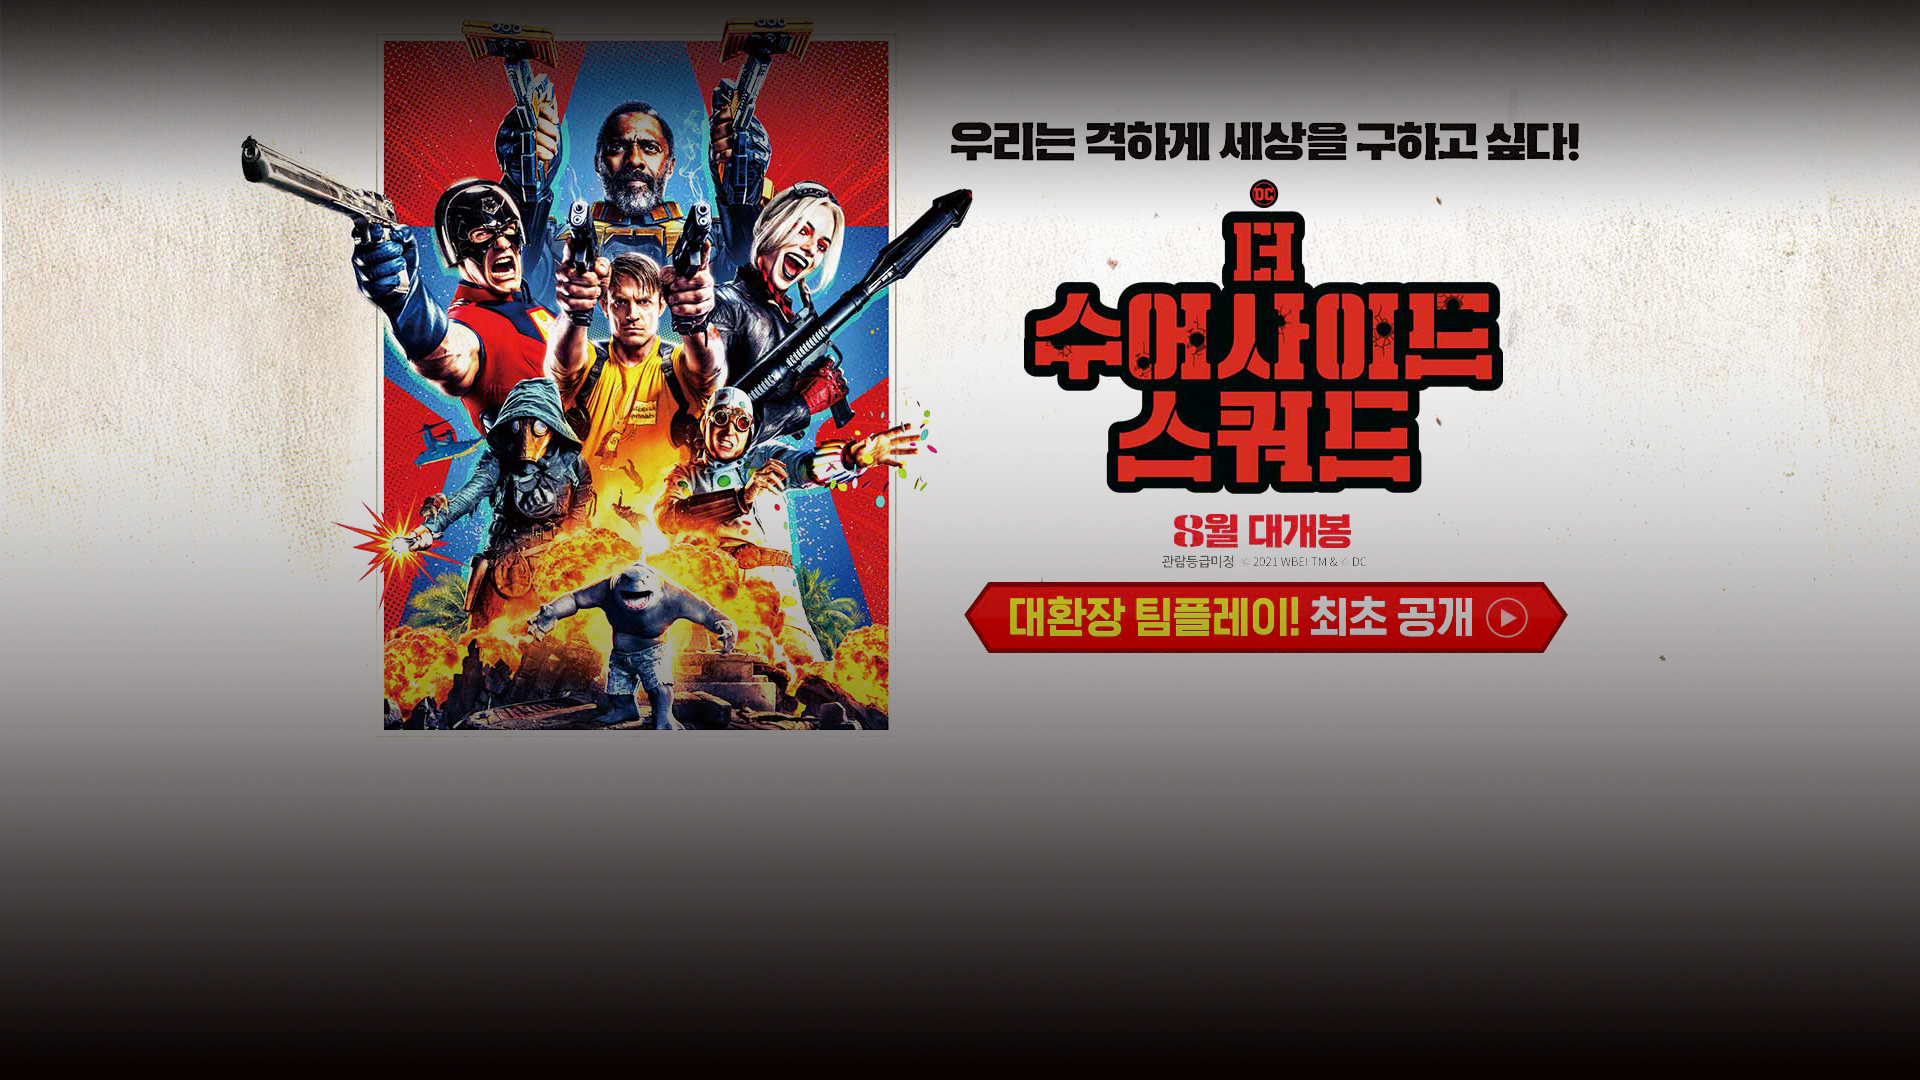 우리는 격하게 세상을 구하고 싶다!
DC
더
수어사이드
스쿼드
8월 대개봉
관람등급미정 © 2021 WBEI TM & © DC
대환장 팀플레이! 최초 공개